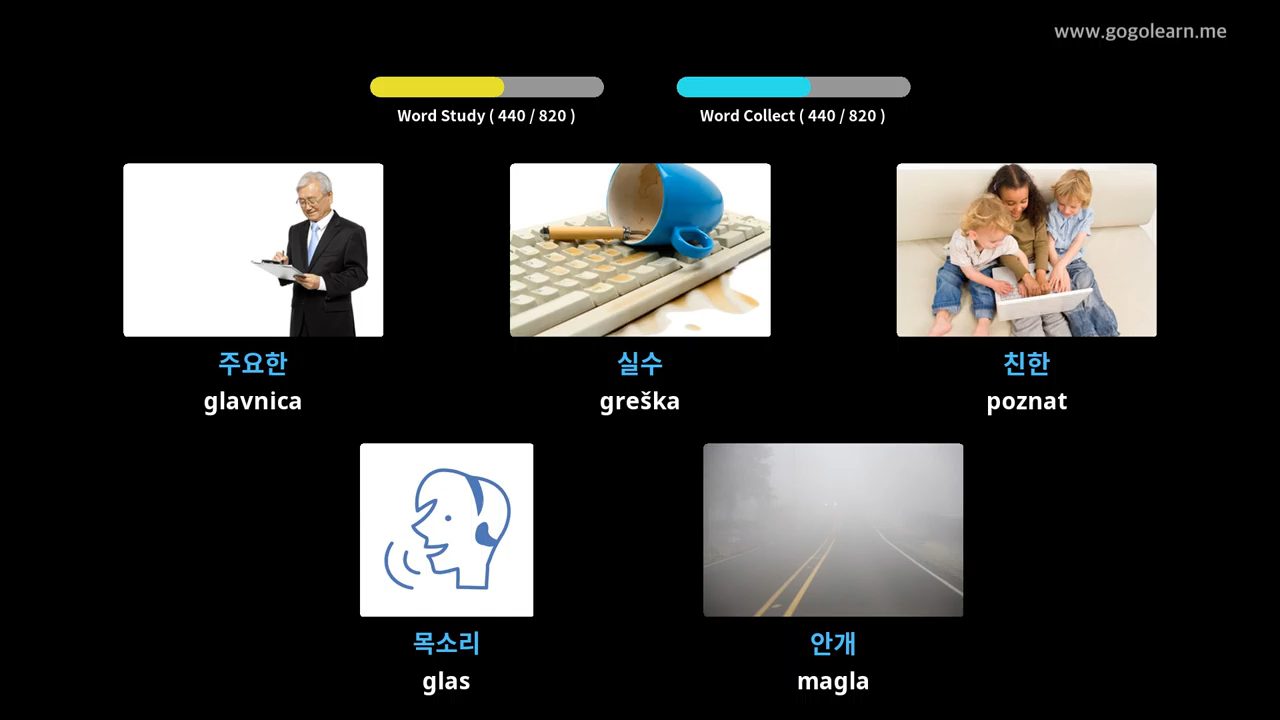 www.gogolearn.me
Word Study ( 440 / 820 )
Word Collect ( 440 / 820 )
주요한
glavnica
실수
greška
친한
poznat
목소리
glas
안개
magla